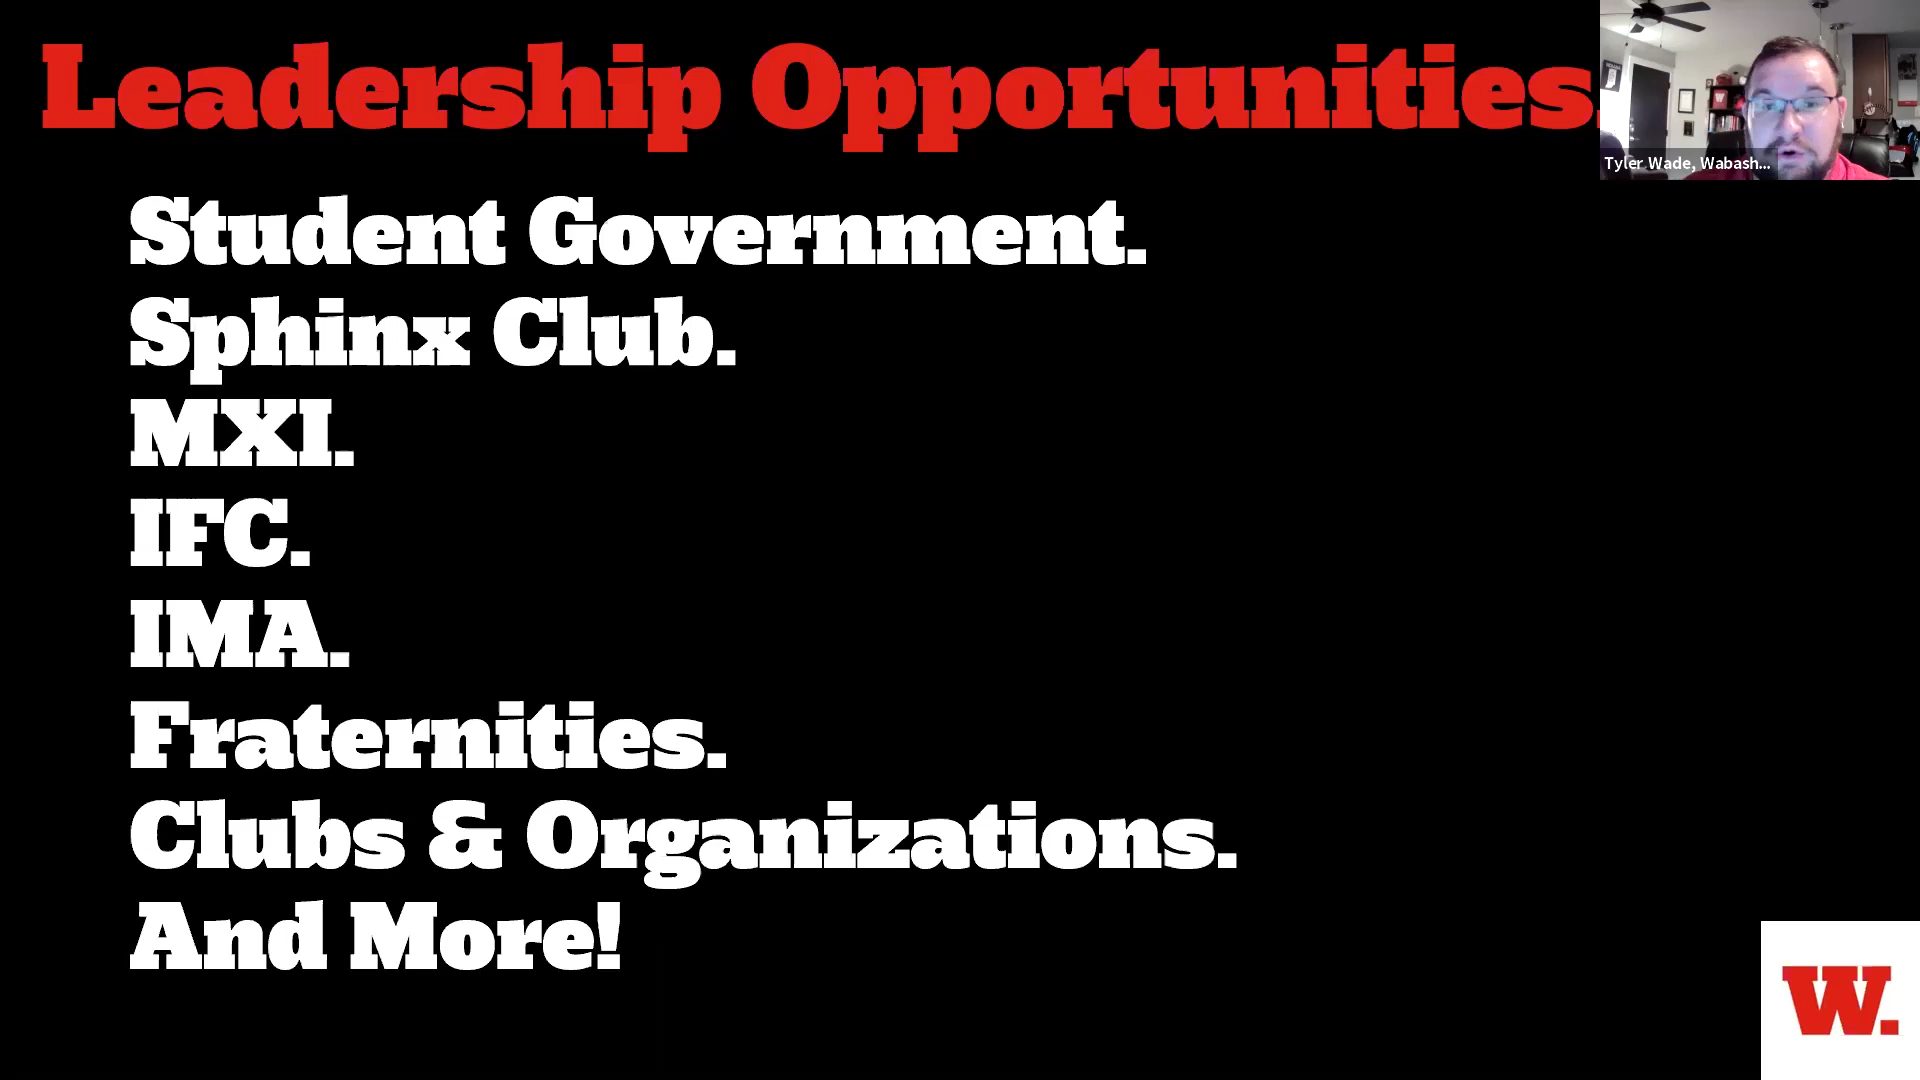 Leadership Opportunities.
Tyler Wade, Wabash...
Student Government.
Sphinx Club.
MXI.
IFC.
IMA.
Fraternities.
Clubs & Organizations.
And More!
W.